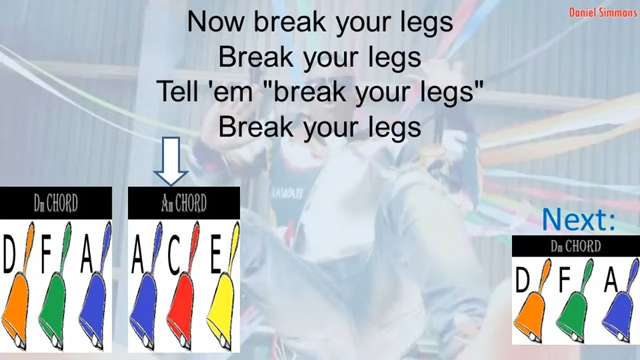 Daniel Simmons
Now break your legs
Break your legs
Tell 'em "break your legs"
Break your legs
Dm CHORD
D F A
Am CHORD
A C E
Next:
Dm CHORD
D F A
HAWAII